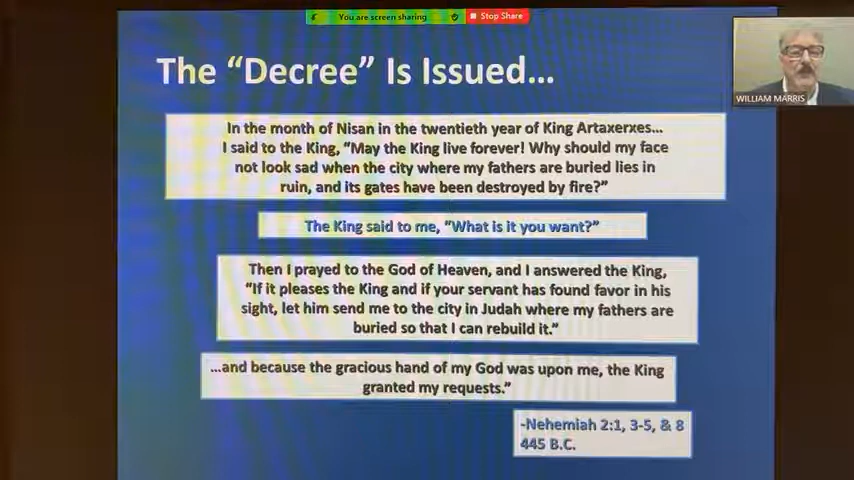 You are screen sharing
Stop Share
The “Decree” Is Issued...
WILLIAM MARRIS
In the month of Nisan in the twentieth year of King Artaxerxes...
I said to the King, “May the King live forever! Why should my face
not look sad when the city where my fathers are buried lies in
ruin, and its gates have been destroyed by fire?”
The King said to me, “What is it you want?”
Then I prayed to the God of Heaven, and I answered the King,
“If it pleases the King and if your servant has found favor in his
sight, let him send me to the city in Judah where my fathers are
buried so that I can rebuild it.”
...and because the gracious hand of my God was upon me, the King
granted my requests.”
-Nehemiah 2:1, 3-5, & 8
445 B.C.